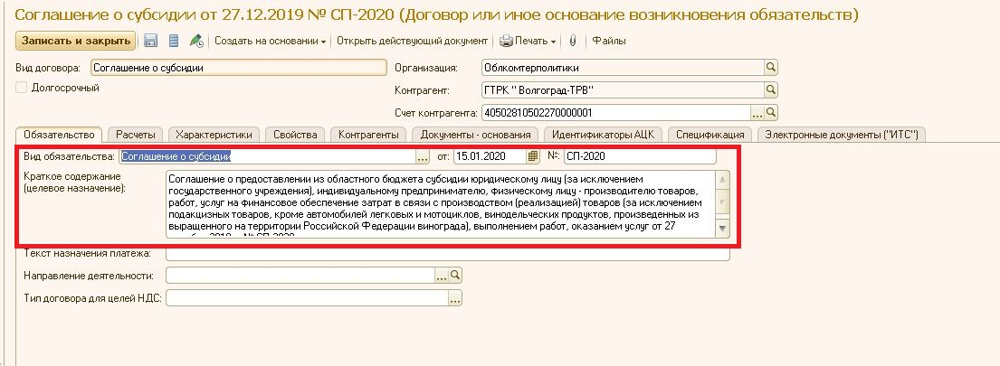 Соглашение о субсидии от 27.12.2019 № СП-2020 (Договор или иное основание возникновения обязательств)
Записать и закрыть Создать на основании Открыть действующий документ Печать Файлы
Вид договора: Соглашение о субсидии Организация: Облкомтерполитики
Долгосрочный Контрагент: ГТРК " Волгоград-ТРВ"
Счет контрагента: 40502810502270000001 ...
Обязательство Расчеты Характеристики Свойства Контрагенты Документы - основания Идентификаторы АЦК Спецификация Электронные документы ("ИТС")
Вид обязательства: Соглашение о субсидии ... от: 15.01.2020 №: СП-2020
Краткое содержание
(целевое назначение):
Соглашение о предоставлении из областного бюджета субсидии юридическому лицу (за исключением
государственного учреждения), индивидуальному предпринимателю, физическому лицу - производителю товаров,
работ, услуг на финансовое обеспечение затрат в связи с производством (реализацией) товаров (за исключением
подакцизных товаров, кроме автомобилей легковых и мотоциклов, винодельческих продуктов, произведенных из
выращенного на территории Российской Федерации винограда), выполнением работ, оказанием услуг от 27
Текст назначения платежа:
Направление деятельности: ...
Тип договора для целей НДС: ...